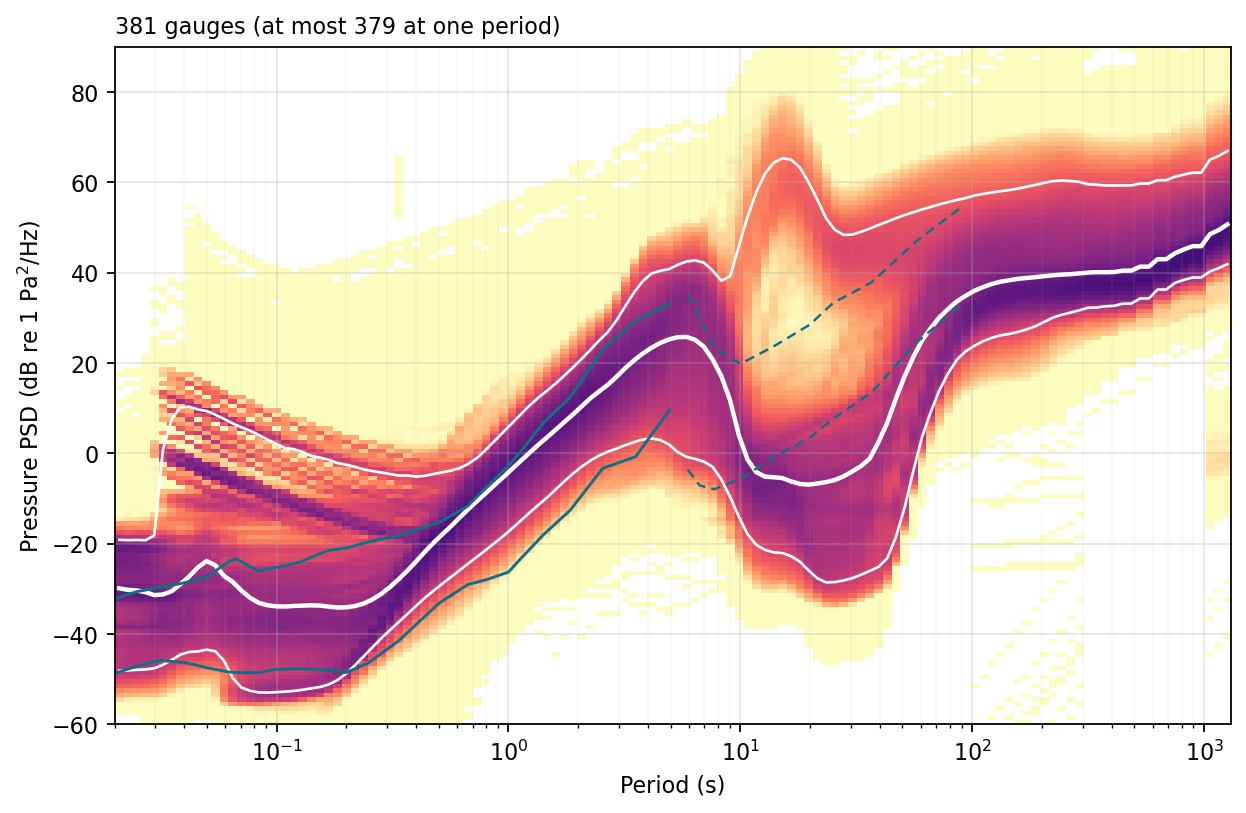 381 gauges (at most 379 at one period)
80
60
40
20
0
−20
−40
−60
Pressure PSD (dB re 1 Pa²/Hz)
10⁻¹ 10⁰ 10¹ 10² 10³
Period (s)